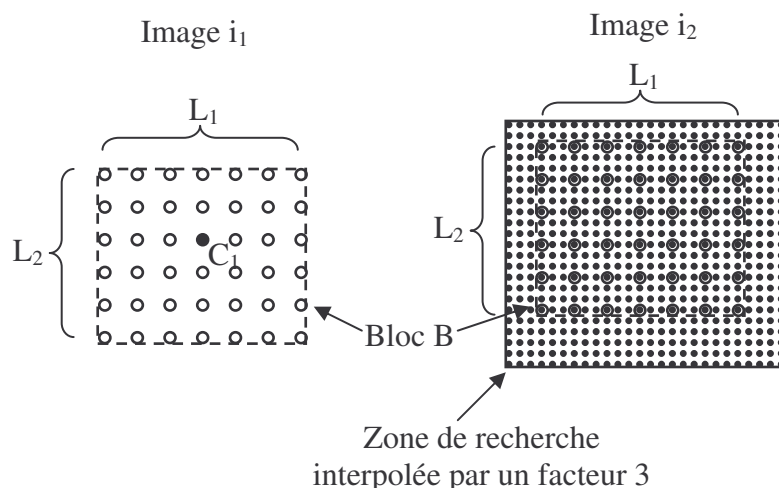 Image i₁
Image i₂
L₁
L₁
L₂
C₁
L₂
Bloc B
Zone de recherche
interpolée par un facteur 3